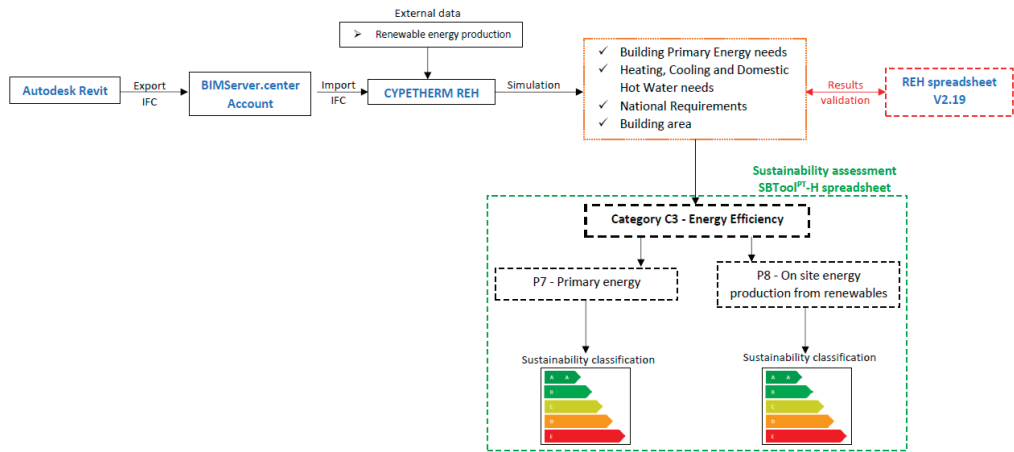 External data
➤ Renewable energy production
Autodesk Revit
Export
IFC
BIMServer.center
Account
Import
IFC
CYPETHERM REH
Simulation
✓ Building Primary Energy needs
✓ Heating, Cooling and Domestic
Hot Water needs
✓ National Requirements
✓ Building area
Results
validation
REH spreadsheet
V2.19
Sustainability assessment
SBToolPT-H spreadsheet
Category C3 - Energy Efficiency
P7 - Primary energy
P8 - On site energy
production from renewables
Sustainability classification
A A
B
C
D
E
Sustainability classification
A A
B
C
D
E